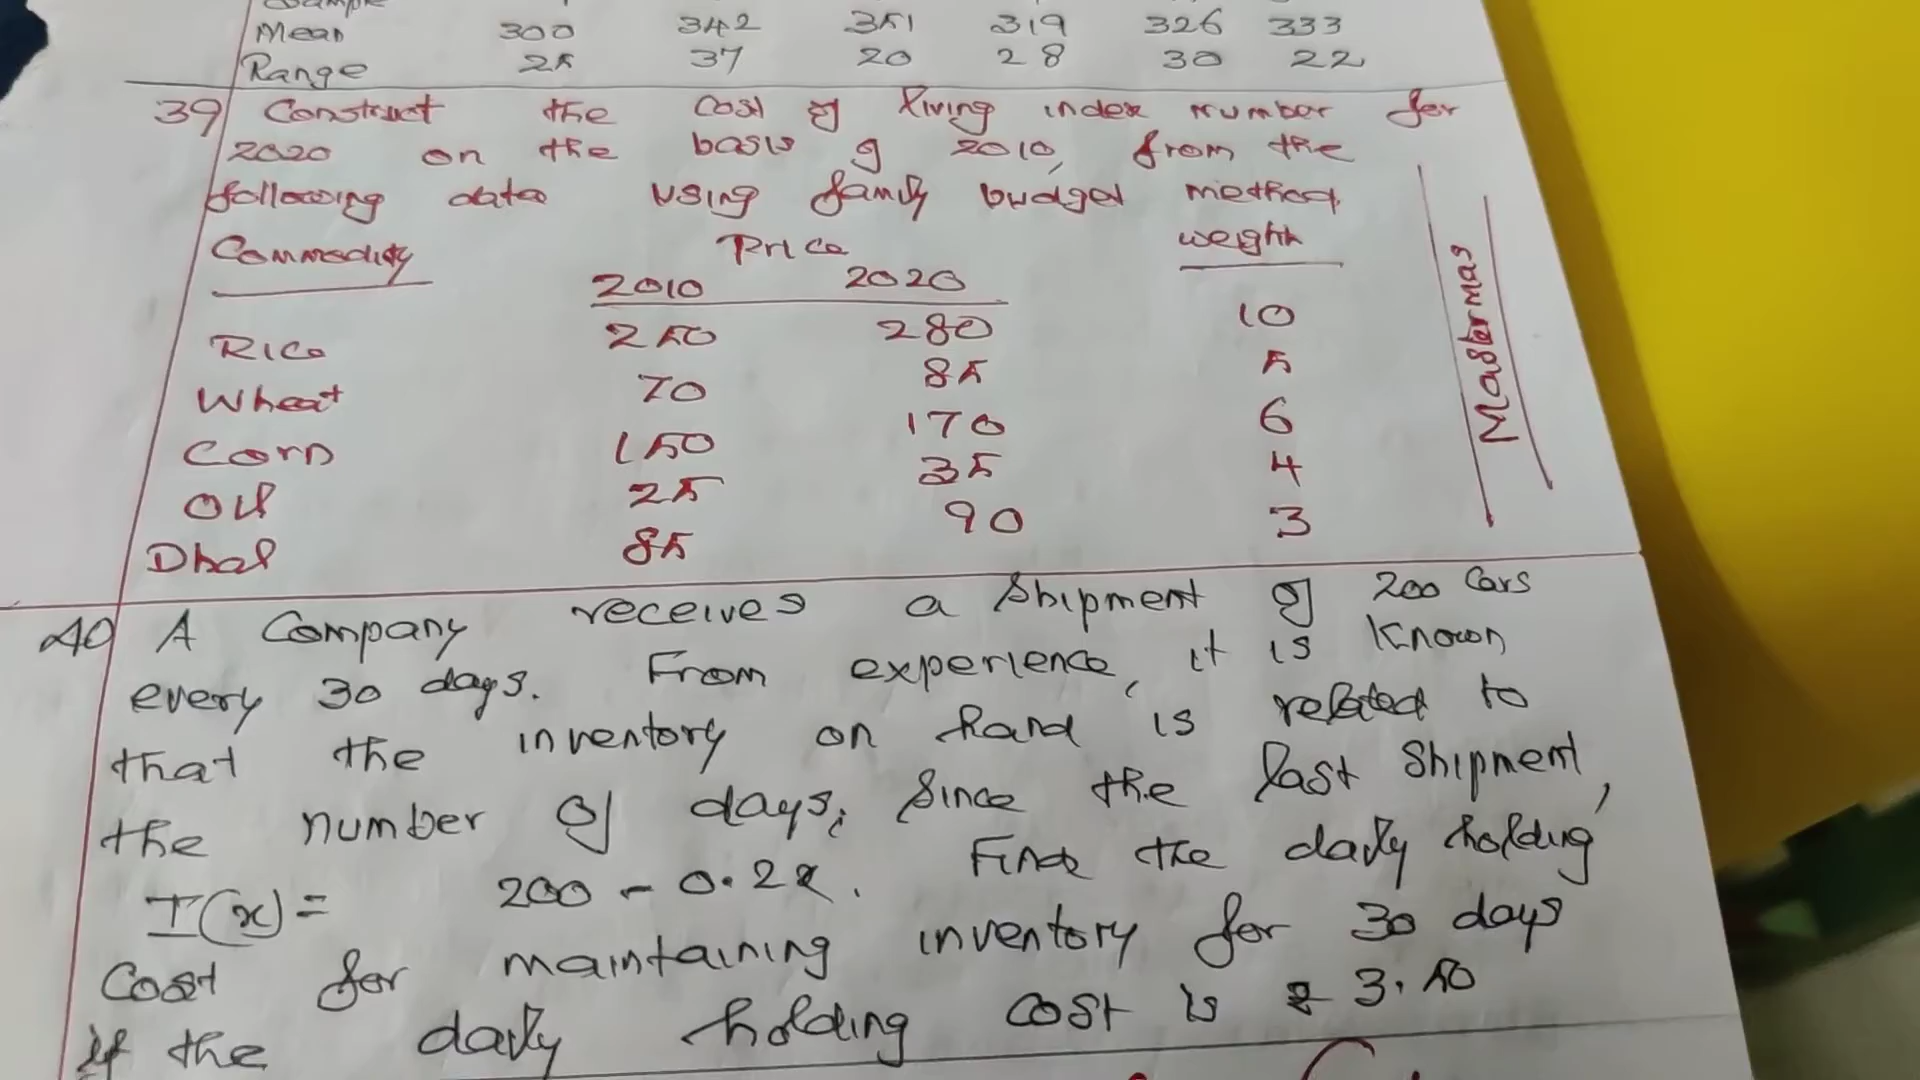 Sample
Mean 300 342 351 319 326 333
Range 25 37 20 28 30 22
39 Construct the cost of living index number for
2020 on the basis of 2010, from the
following data using family budget method.
Commodity Price weight
2010 2020
Rice 250 280 10
Wheat 70 85 5
Corn 150 170 6
Oil 25 35 4
Dhal 85 90 3
Mastermas
40 A Company receives a shipment of 200 Cars
every 30 days. From experience, it is known
that the inventory on hand is related to
the number of days, since the last shipment,
I(x) = 200 - 0.2x. Find the daily holding
Cost for maintaining inventory for 30 days
if the daily holding cost is ₹ 3.50